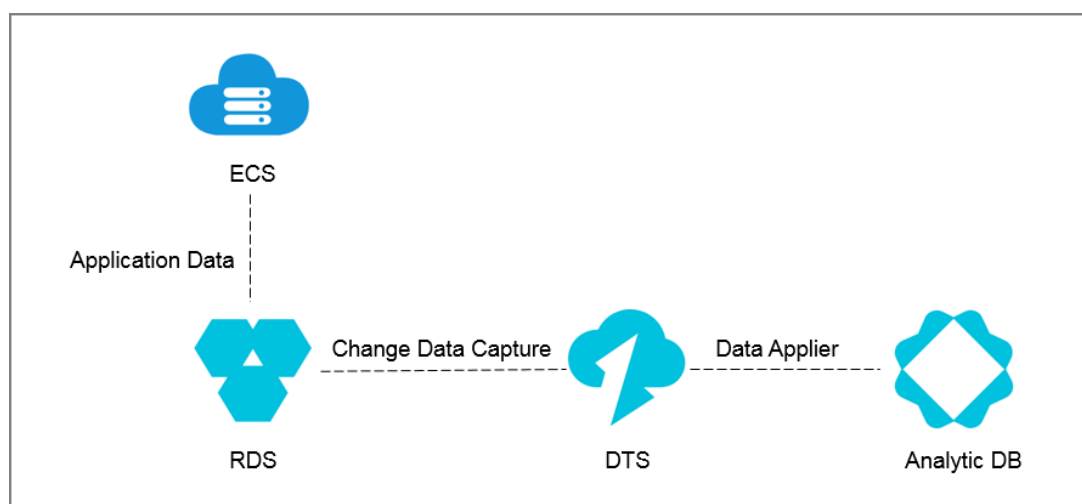 ECS
Application Data
Change Data Capture
Data Applier
RDS
DTS
Analytic DB